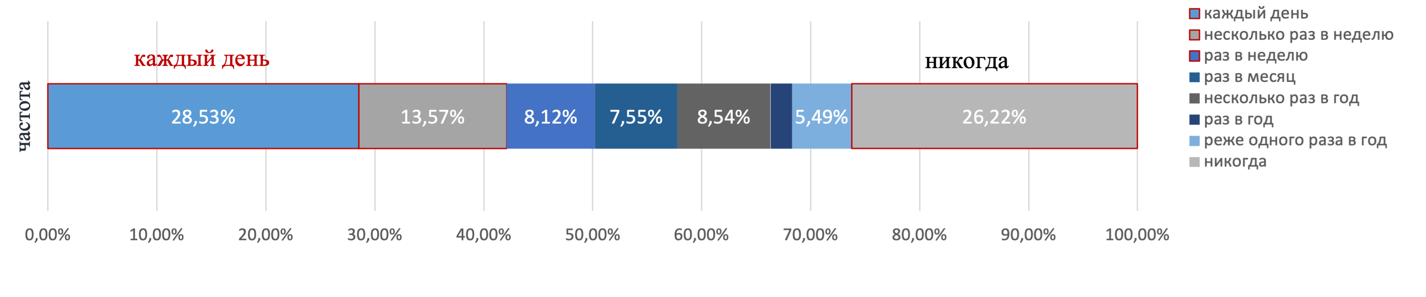 каждый день
никогда
частота
28,53%
13,57%
8,12%
7,55%
8,54%
5,49%
26,22%
0,00%
10,00%
20,00%
30,00%
40,00%
50,00%
60,00%
70,00%
80,00%
90,00%
100,00%
каждый день
несколько раз в неделю
раз в неделю
раз в месяц
несколько раз в год
раз в год
реже одного раза в год
никогда